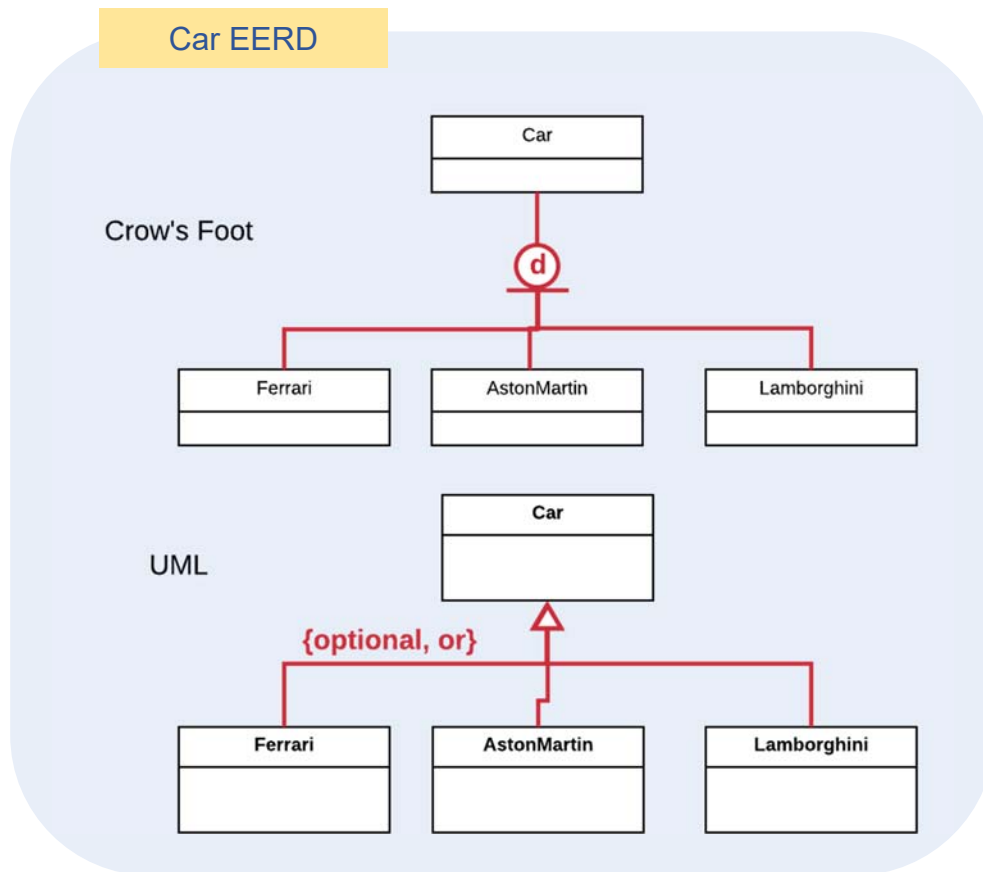 Car EERD
Car
Crow's Foot
d
Ferrari
AstonMartin
Lamborghini
Car
UML
{optional, or}
Ferrari
AstonMartin
Lamborghini